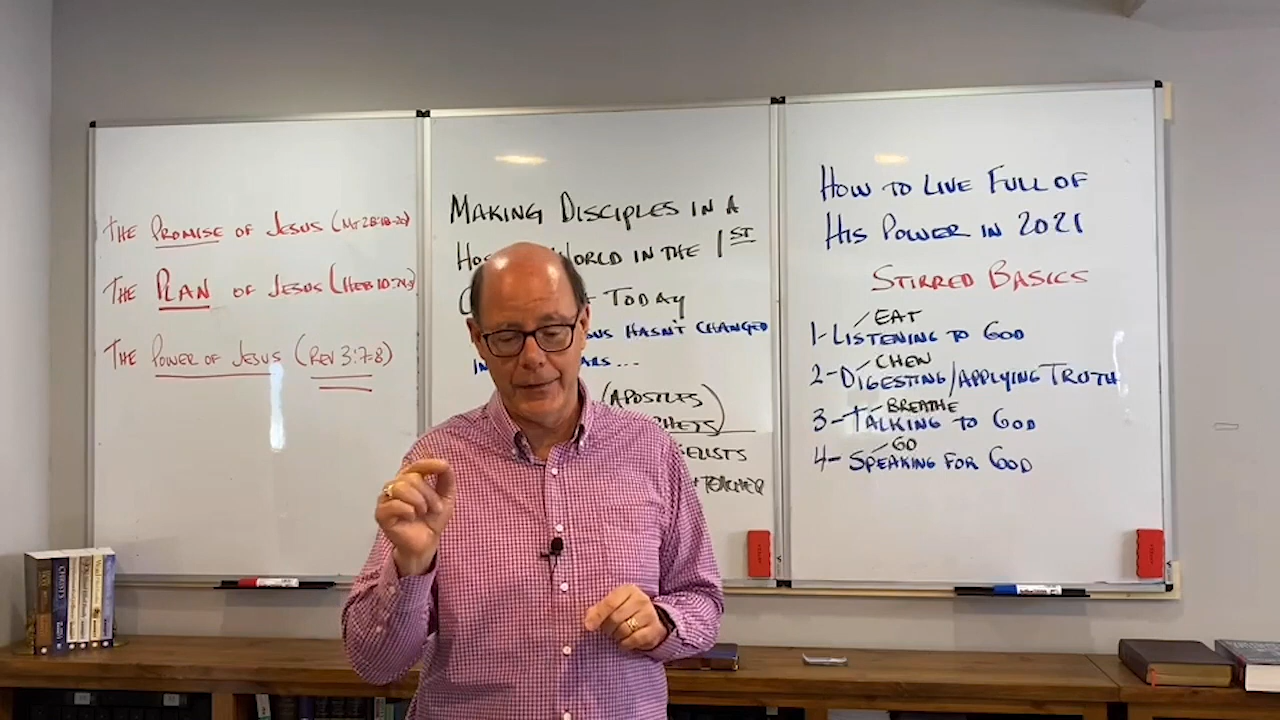 THE PROMISE OF JESUS (MT 28:18-20)
THE PLAN OF JESUS (HEB 10:7-9)
THE POWER OF JESUS (REV 3:7-8)
MAKING DISCIPLES IN A
WORLD IN THE 1ST
TODAY
HASN'T CHANGED
IN
(APOSTLES
+ TEACHER
HOW TO LIVE FULL OF
HIS POWER IN 2021
STIRRED BASICS
EAT
1- LISTENING TO GOD
CHEW
2- DIGESTING/APPLYING TRUTH
BREATHE
3- TALKING TO GOD
GO
4- SPEAKING FOR GOD